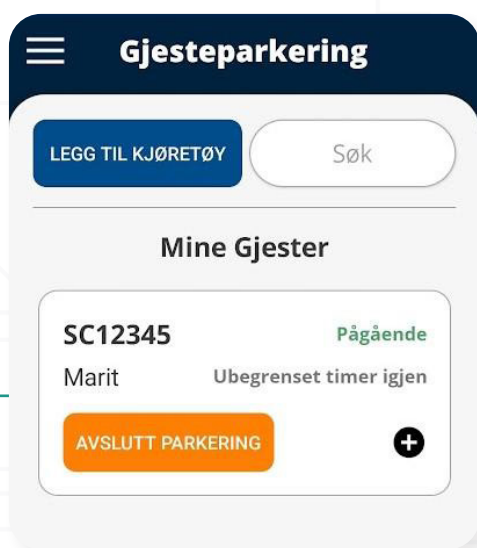 Gjesteparkering
LEGG TIL KJØRETØY
Søk
Mine Gjester
SC12345
Pågående
Marit
Ubegrenset timer igjen
AVSLUTT PARKERING